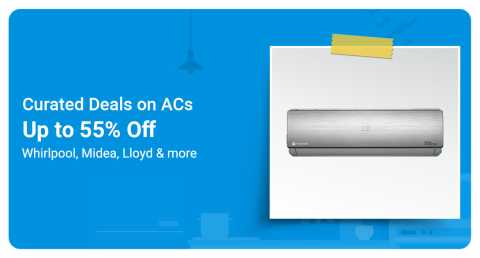 Curated Deals on ACs
Up to 55% Off
Whirlpool, Midea, Lloyd & more